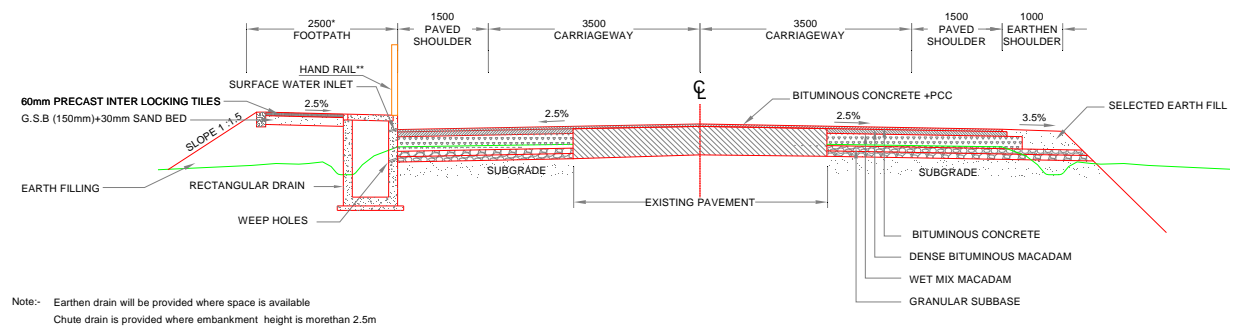 2500*
FOOTPATH
1500
PAVED
SHOULDER
3500
CARRIAGEWAY
3500
CARRIAGEWAY
1500
PAVED
SHOULDER
1000
EARTHEN
SHOULDER
HAND RAIL**
SURFACE WATER INLET
60mm PRECAST INTER LOCKING TILES
G.S.B (150mm)+30mm SAND BED
2.5%
SLOPE 1:1.5
2.5%
℄
BITUMINOUS CONCRETE +PCC
2.5%
3.5%
SELECTED EARTH FILL
EARTH FILLING
RECTANGULAR DRAIN
WEEP HOLES
SUBGRADE
EXISTING PAVEMENT
SUBGRADE
BITUMINOUS CONCRETE
DENSE BITUMINOUS MACADAM
WET MIX MACADAM
GRANULAR SUBBASE
Note:- Earthen drain will be provided where space is available
Chute drain is provided where embankment height is morethan 2.5m